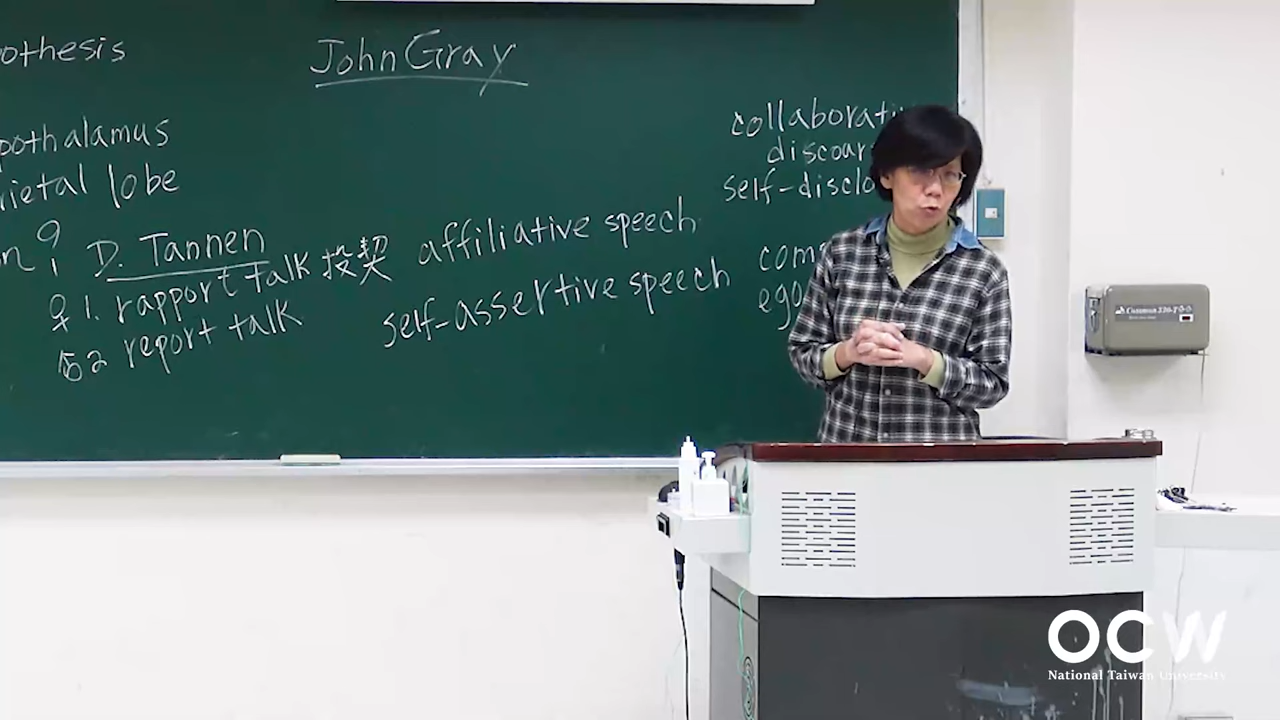 othesis
John Gray
pothalamus
rietal lobe
n ♀
D. Tannen
♀ 1. rapport talk 投契
2 report talk
affiliative speech
self-assertive speech
collaborati
discour
self-disclo
com
ego
OCW
National Taiwan University